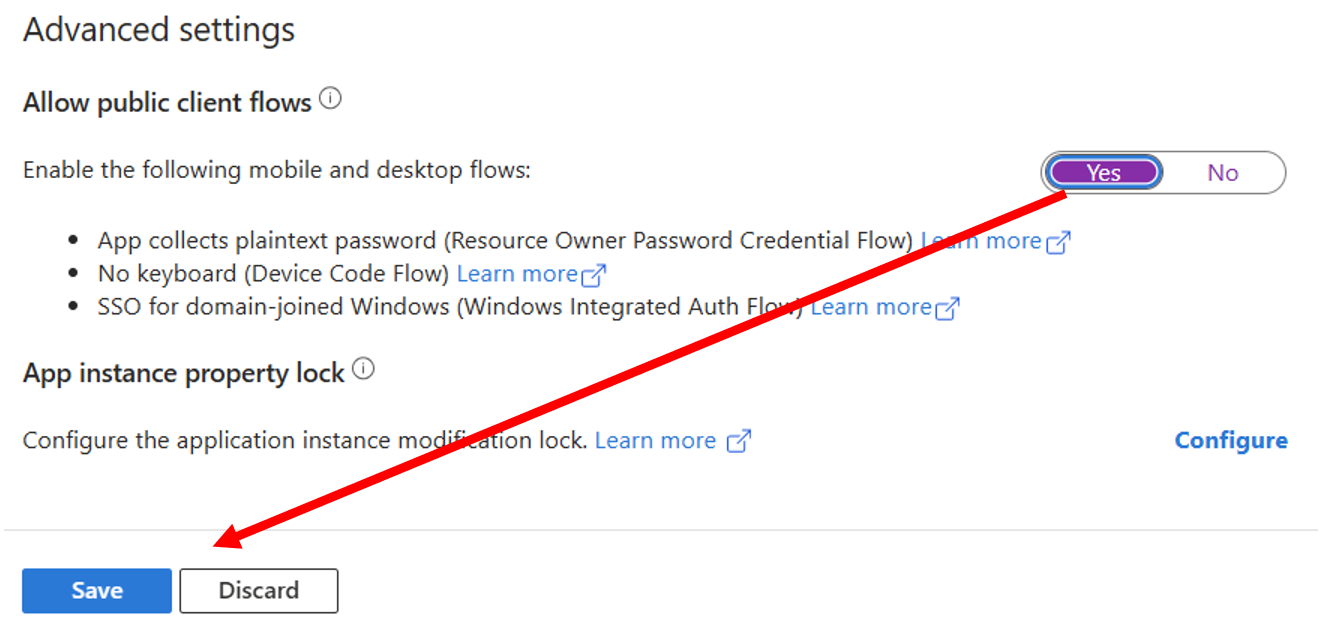 Advanced settings
Allow public client flows
Enable the following mobile and desktop flows:
Yes No
• App collects plaintext password (Resource Owner Password Credential Flow) Learn more
• No keyboard (Device Code Flow) Learn more
• SSO for domain-joined Windows (Windows Integrated Auth Flow) Learn more
App instance property lock
Configure the application instance modification lock. Learn more
Configure
Save Discard